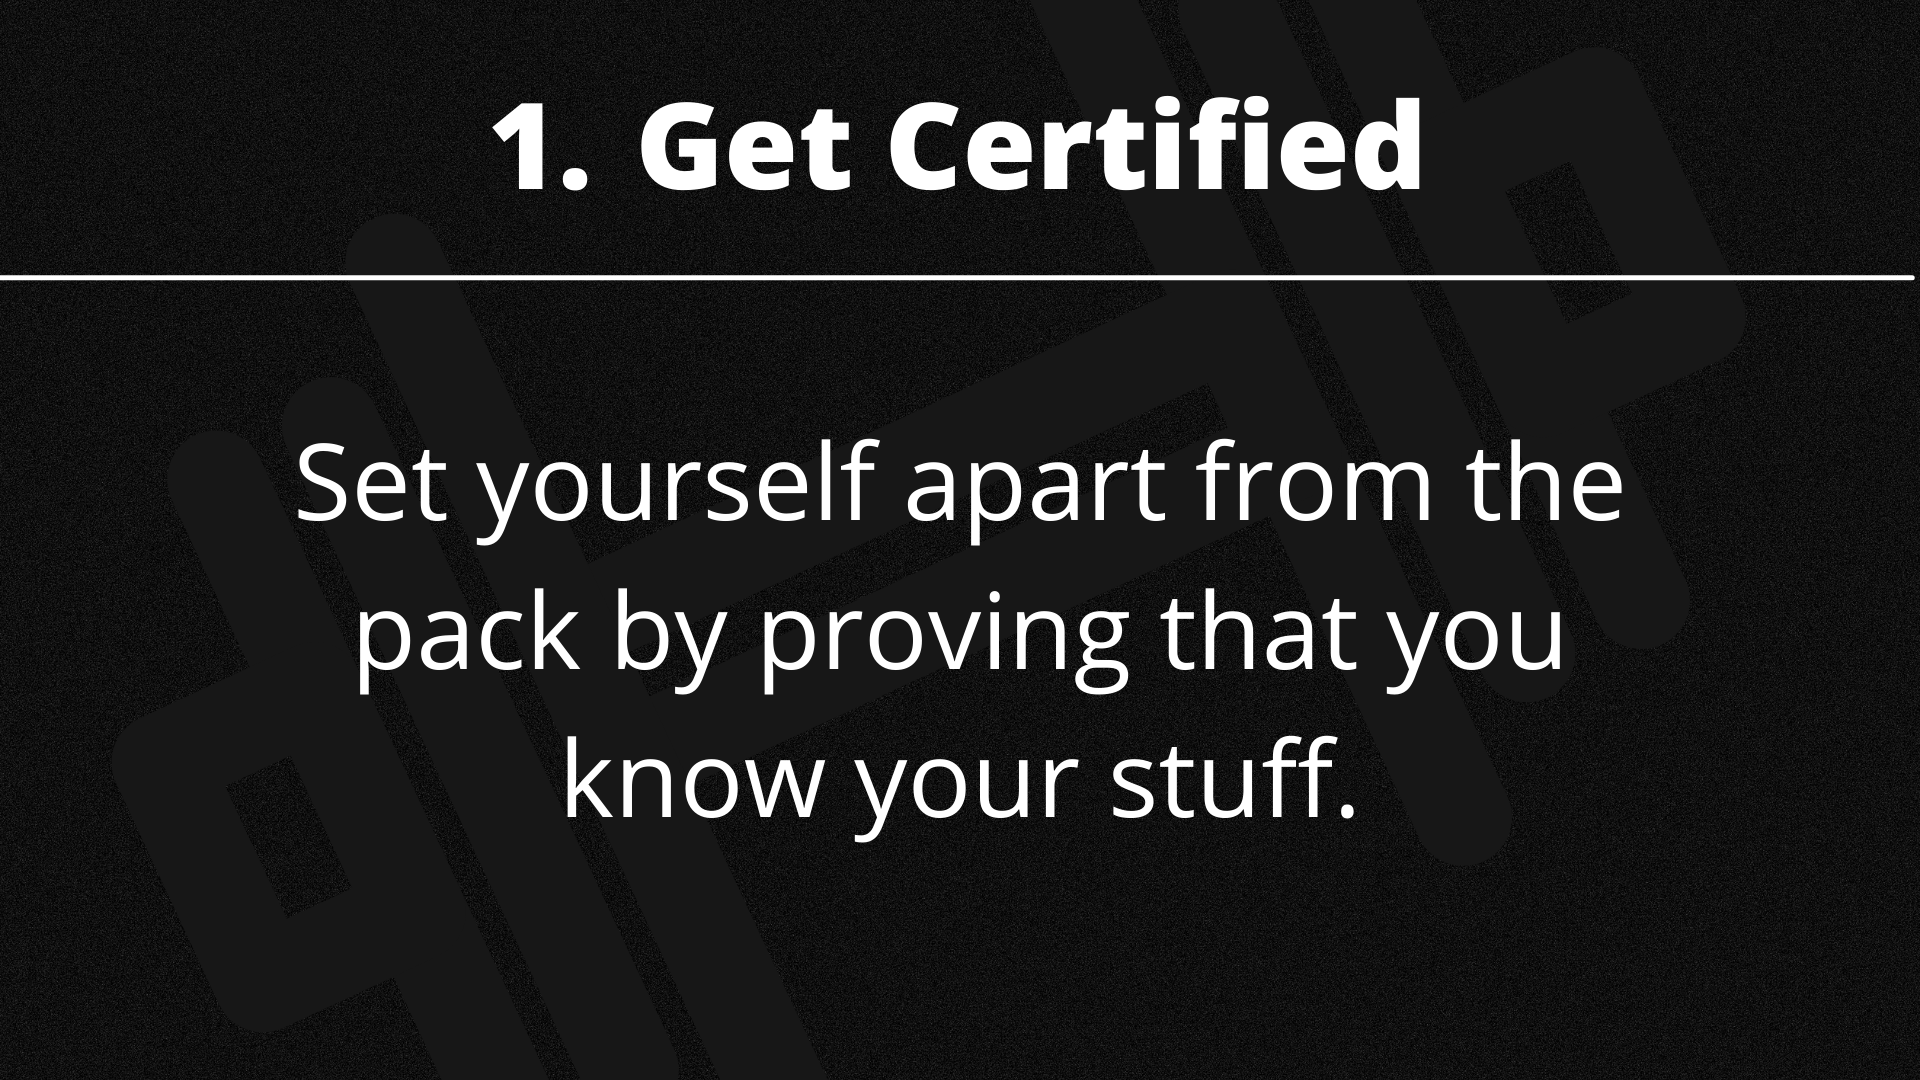 1. Get Certified
Set yourself apart from the
pack by proving that you
know your stuff.